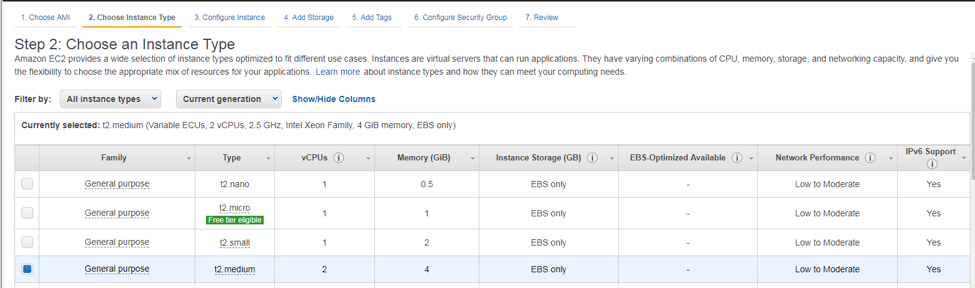 1. Choose AMI 2. Choose Instance Type 3. Configure Instance 4. Add Storage 5. Add Tags 6. Configure Security Group 7. Review
Step 2: Choose an Instance Type
Amazon EC2 provides a wide selection of instance types optimized to fit different use cases. Instances are virtual servers that can run applications. They have varying combinations of CPU, memory, storage, and networking capacity, and give you
the flexibility to choose the appropriate mix of resources for your applications. Learn more about instance types and how they can meet your computing needs.
Filter by: All instance types Current generation Show/Hide Columns
Currently selected: t2.medium (Variable ECUs, 2 vCPUs, 2.5 GHz, Intel Xeon Family, 4 GiB memory, EBS only)
Family Type vCPUs Memory (GiB) Instance Storage (GB) EBS-Optimized Available Network Performance IPv6 Support
General purpose t2.nano 1 0.5 EBS only - Low to Moderate Yes
General purpose t2.micro 1 1 EBS only - Low to Moderate Yes
Free tier eligible
General purpose t2.small 1 2 EBS only - Low to Moderate Yes
General purpose t2.medium 2 4 EBS only - Low to Moderate Yes